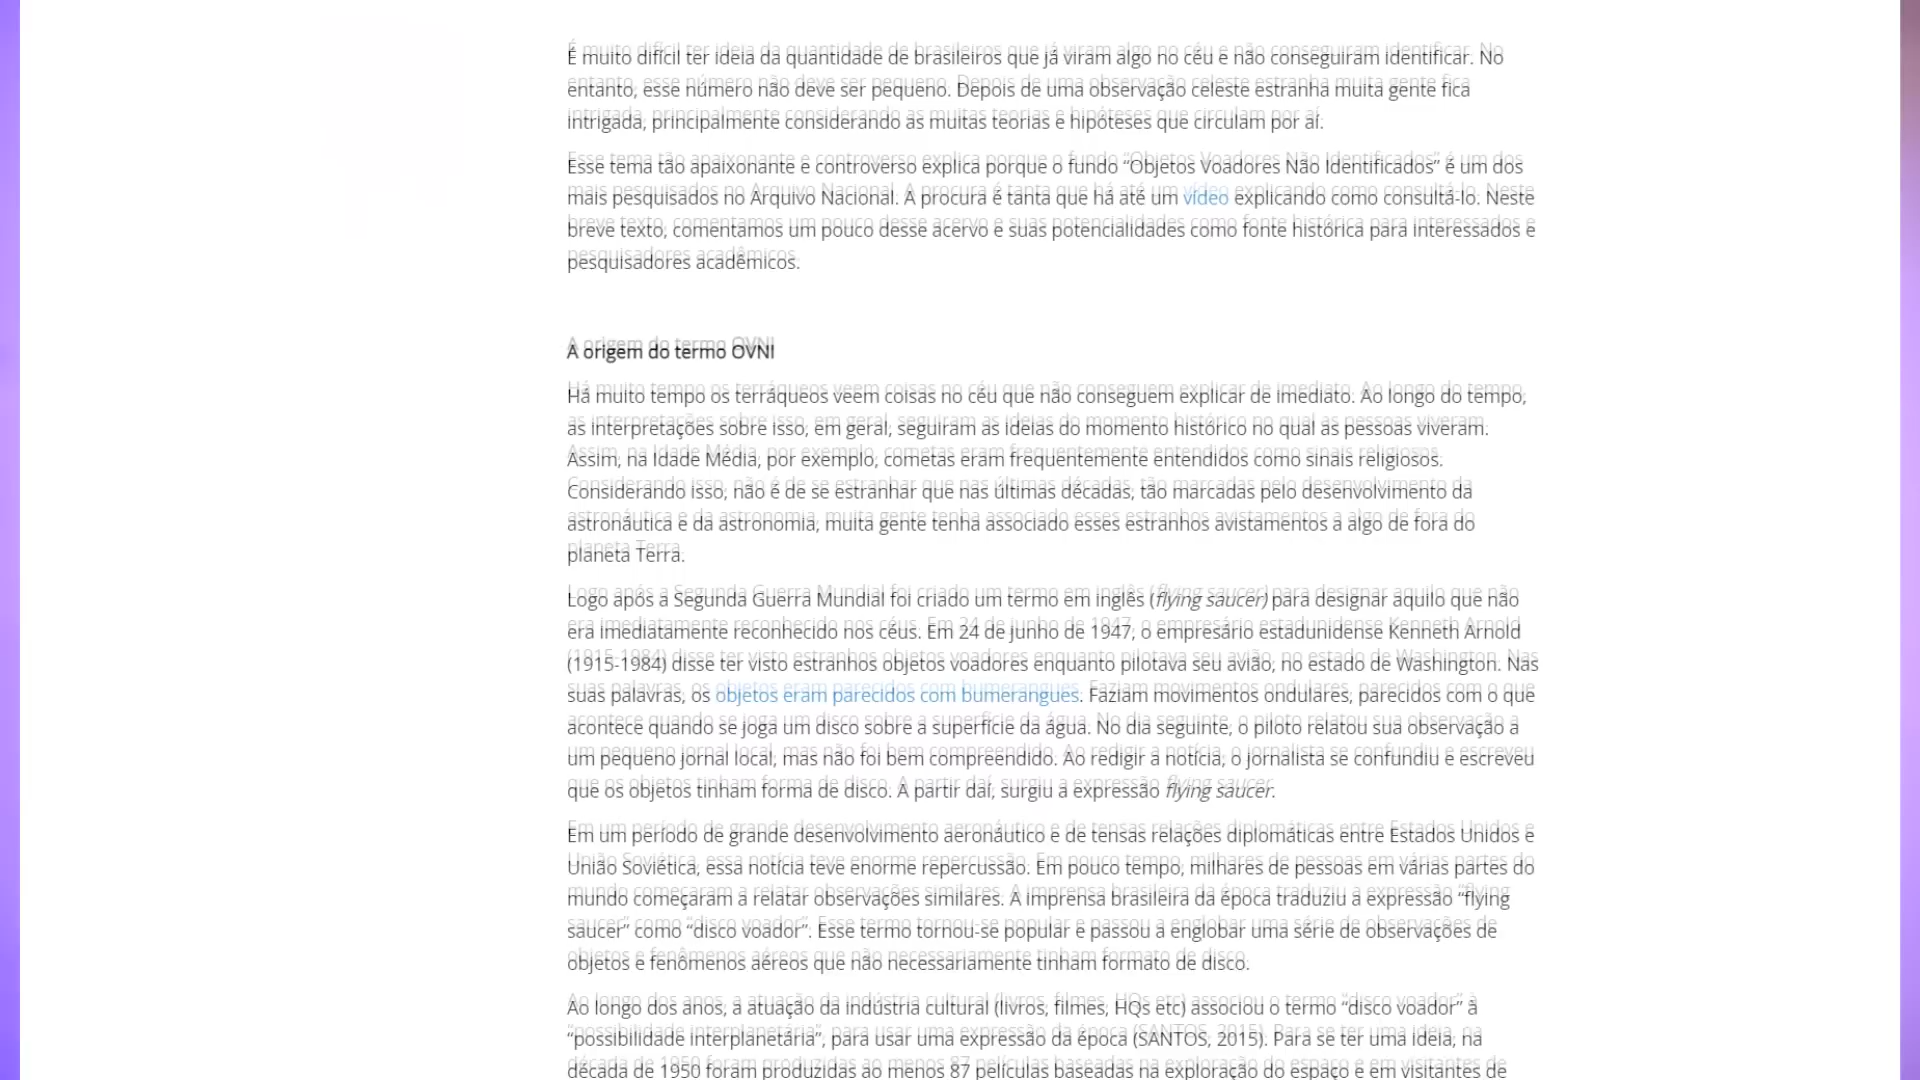 É muito difícil ter ideia da quantidade de brasileiros que já viram algo no céu e não conseguiram identificar. No
entanto, esse número não deve ser pequeno. Depois de uma observação celeste estranha muita gente fica
intrigada, principalmente considerando as muitas teorias e hipóteses que circulam por aí.
Esse tema tão apaixonante e controverso explica porque o fundo “Objetos Voadores Não Identificados” é um dos
mais pesquisados no Arquivo Nacional. A procura é tanta que há até um vídeo explicando como consultá-lo. Neste
breve texto, comentamos um pouco desse acervo e suas potencialidades como fonte histórica para interessados e
pesquisadores acadêmicos.
A origem do termo OVNI
Há muito tempo os terráqueos veem coisas no céu que não conseguem explicar de imediato. Ao longo do tempo,
as interpretações sobre isso, em geral, seguiram as ideias do momento histórico no qual as pessoas viveram.
Assim, na Idade Média, por exemplo, cometas eram frequentemente entendidos como sinais religiosos.
Considerando isso, não é de se estranhar que nas últimas décadas, tão marcadas pelo desenvolvimento da
astronáutica e da astronomia, muita gente tenha associado esses estranhos avistamentos a algo de fora do
planeta Terra.
Logo após a Segunda Guerra Mundial foi criado um termo em inglês (flying saucer) para designar aquilo que não
era imediatamente reconhecido nos céus. Em 24 de junho de 1947, o empresário estadunidense Kenneth Arnold
(1915-1984) disse ter visto estranhos objetos voadores enquanto pilotava seu avião, no estado de Washington. Nas
suas palavras, os objetos eram parecidos com bumerangues. Faziam movimentos ondulares, parecidos com o que
acontece quando se joga um disco sobre a superfície da água. No dia seguinte, o piloto relatou sua observação a
um pequeno jornal local, mas não foi bem compreendido. Ao redigir a notícia, o jornalista se confundiu e escreveu
que os objetos tinham forma de disco. A partir daí, surgiu a expressão flying saucer.
Em um período de grande desenvolvimento aeronáutico e de tensas relações diplomáticas entre Estados Unidos e
União Soviética, essa notícia teve enorme repercussão. Em pouco tempo, milhares de pessoas em várias partes do
mundo começaram a relatar observações similares. A imprensa brasileira da época traduziu a expressão “flying
saucer” como “disco voador”. Esse termo tornou-se popular e passou a englobar uma série de observações de
objetos e fenômenos aéreos que não necessariamente tinham formato de disco.
Ao longo dos anos, a atuação da indústria cultural (livros, filmes, HQs etc) associou o termo “disco voador” à
“possibilidade interplanetária”, para usar uma expressão da época (SANTOS, 2015). Para se ter uma ideia, na
década de 1950 foram produzidas ao menos 87 películas baseadas na exploração do espaço e em visitantes de